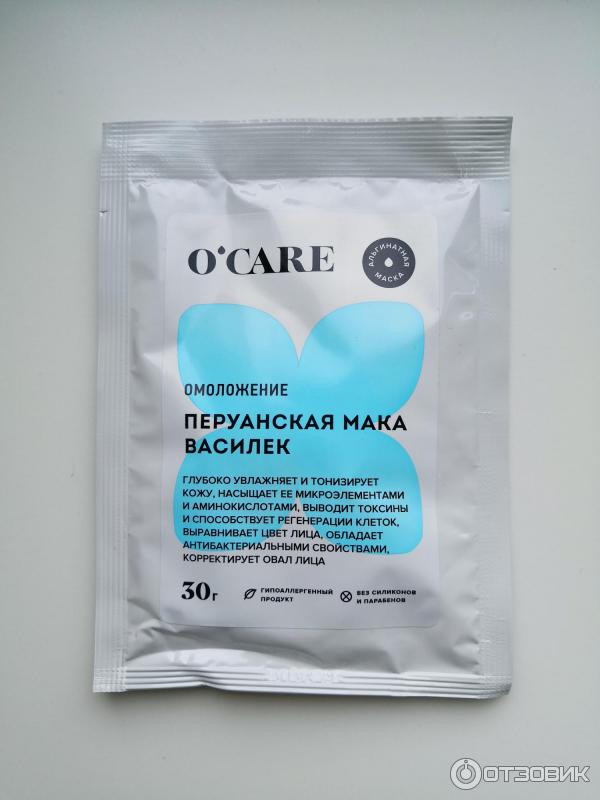 O'CARE
АЛЬГИНАТНАЯ
МАСКА
ОМОЛОЖЕНИЕ
ПЕРУАНСКАЯ МАКА
ВАСИЛЕК
ГЛУБОКО УВЛАЖНЯЕТ И ТОНИЗИРУЕТ
КОЖУ, НАСЫЩАЕТ ЕЕ МИКРОЭЛЕМЕНТАМИ
И АМИНОКИСЛОТАМИ, ВЫВОДИТ ТОКСИНЫ
И СПОСОБСТВУЕТ РЕГЕНЕРАЦИИ КЛЕТОК,
ВЫРАВНИВАЕТ ЦВЕТ ЛИЦА, ОБЛАДАЕТ
АНТИБАКТЕРИАЛЬНЫМИ СВОЙСТВАМИ,
КОРРЕКТИРУЕТ ОВАЛ ЛИЦА
30г
ГИПОАЛЛЕРГЕННЫЙ
ПРОДУКТ
БЕЗ СИЛИКОНОВ
И ПАРАБЕНОВ
ОТЗОВИК